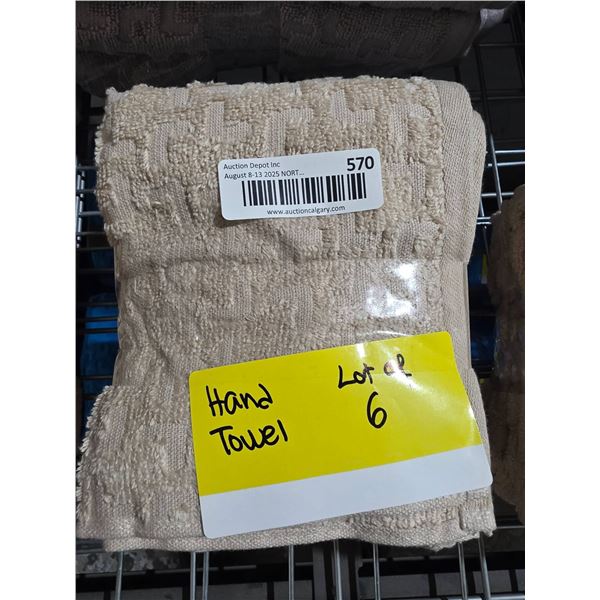 Auction Depot Inc
570
August 8-13 2025 NORT...
www.auctioncalgary.com
Hand
Lot of
Towel
6